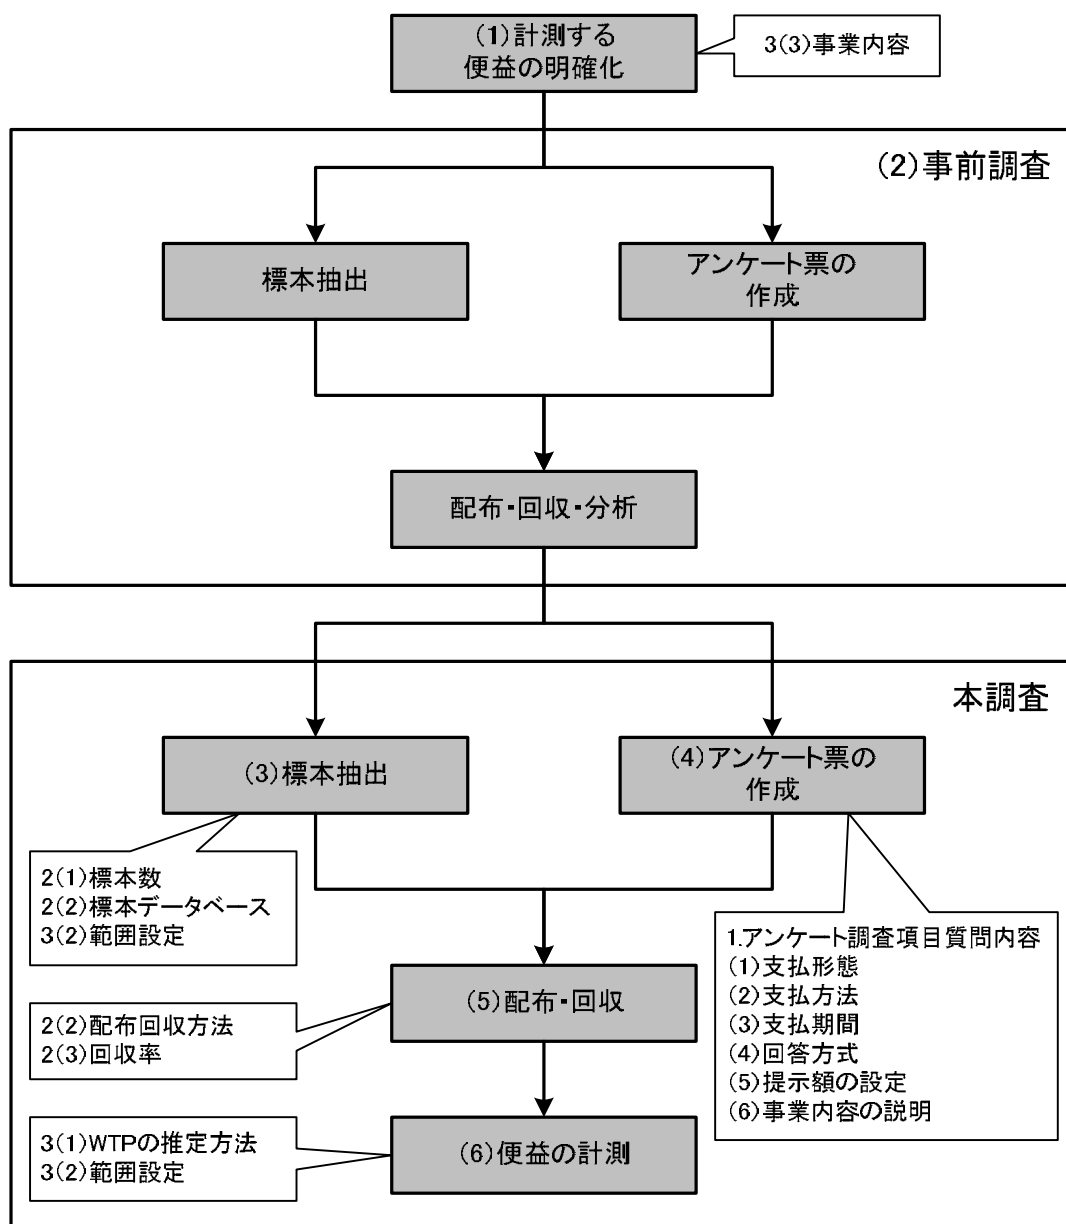 (1)計測する
便益の明確化
3(3)事業内容
(2)事前調査
標本抽出
アンケート票の
作成
配布・回収・分析
本調査
(3)標本抽出
(4)アンケート票の
作成
2(1)標本数
2(2)標本データベース
3(2)範囲設定
1.アンケート調査項目質問内容
(1)支払形態
(2)支払方法
(3)支払期間
(4)回答方式
(5)提示額の設定
(6)事業内容の説明
(5)配布・回収
2(2)配布回収方法
2(3)回収率
3(1)WTPの推定方法
3(2)範囲設定
(6)便益の計測